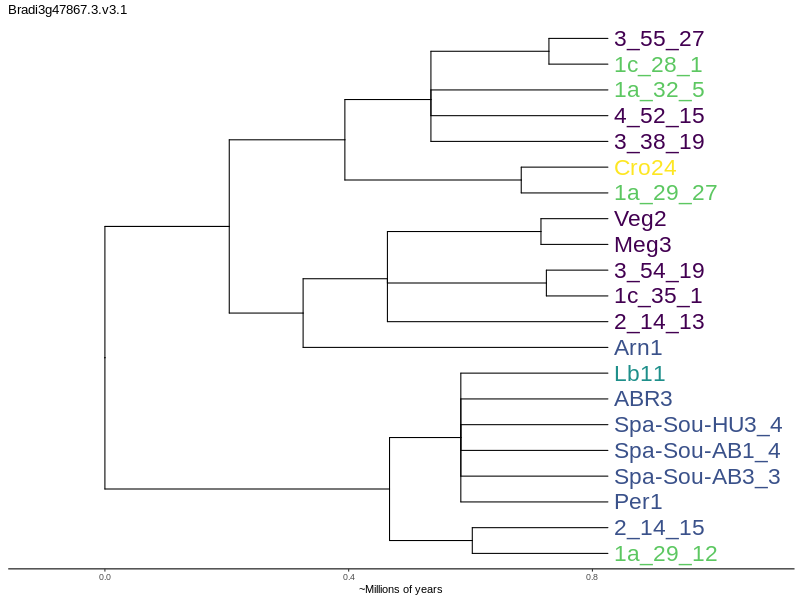 Bradi3g47867.3.v3.1
3_55_27
1c_28_1
1a_32_5
4_52_15
3_38_19
Cro24
1a_29_27
Veg2
Meg3
3_54_19
1c_35_1
2_14_13
Arn1
Lb11
ABR3
Spa-Sou-HU3_4
Spa-Sou-AB1_4
Spa-Sou-AB3_3
Per1
2_14_15
1a_29_12
0.0 0.4 0.8
~Millions of years